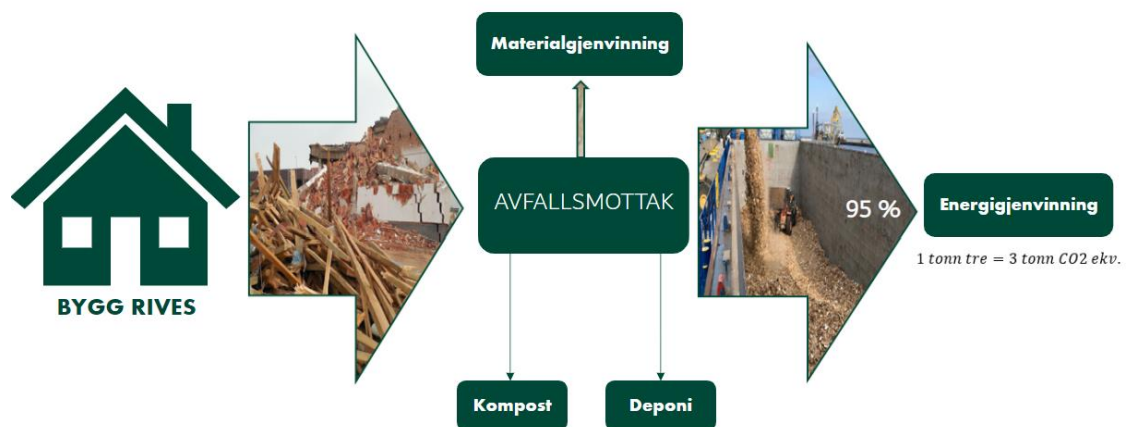 Materialgjenvinning
AVFALLSMOTTAK
95 %
Energigjenvinning
1 tonn tre = 3 tonn CO2 ekv.
BYGG RIVES
Kompost
Deponi